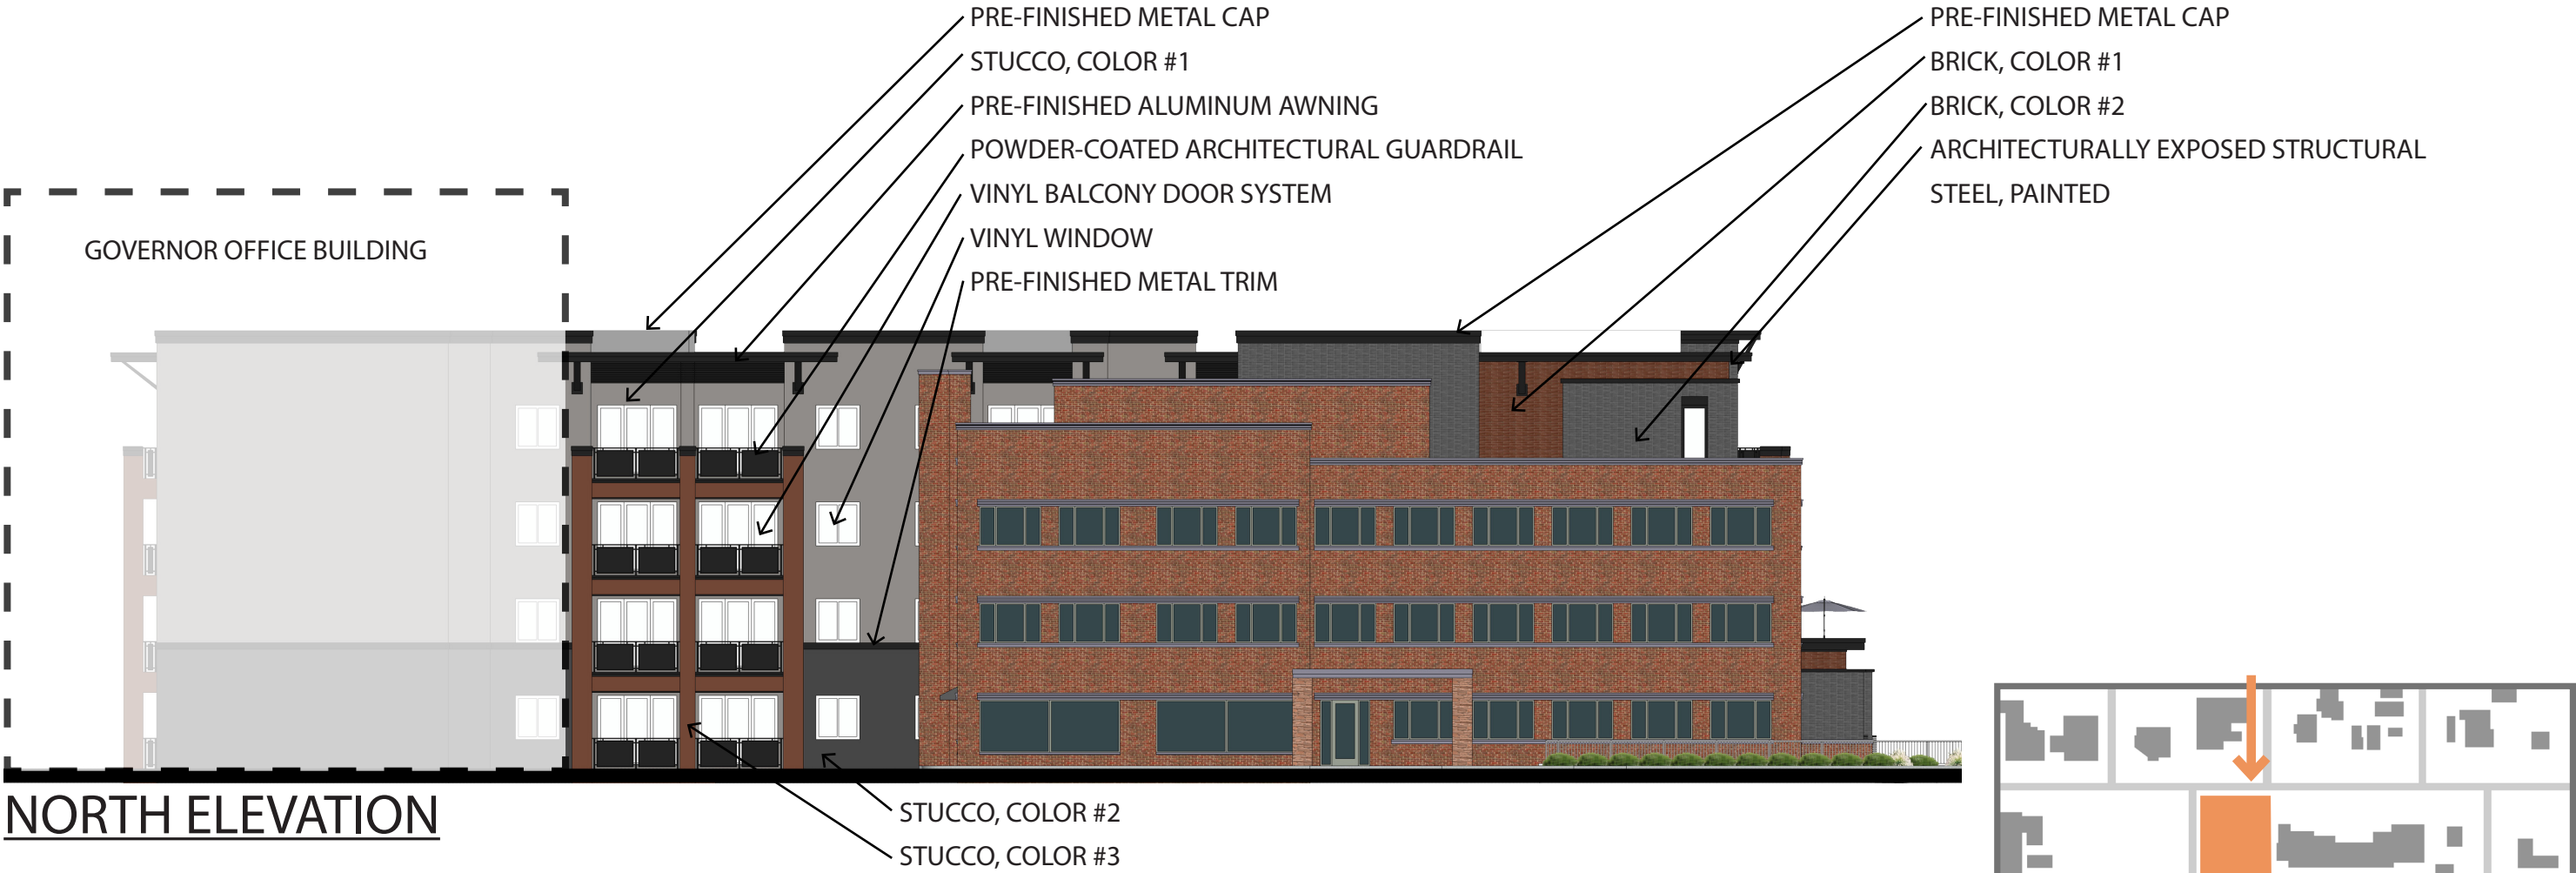 PRE-FINISHED METAL CAP
STUCCO, COLOR #1
PRE-FINISHED ALUMINUM AWNING
POWDER-COATED ARCHITECTURAL GUARDRAIL
VINYL BALCONY DOOR SYSTEM
VINYL WINDOW
PRE-FINISHED METAL TRIM
PRE-FINISHED METAL CAP
BRICK, COLOR #1
BRICK, COLOR #2
ARCHITECTURALLY EXPOSED STRUCTURAL
STEEL, PAINTED
GOVERNOR OFFICE BUILDING
NORTH ELEVATION
STUCCO, COLOR #2
STUCCO, COLOR #3